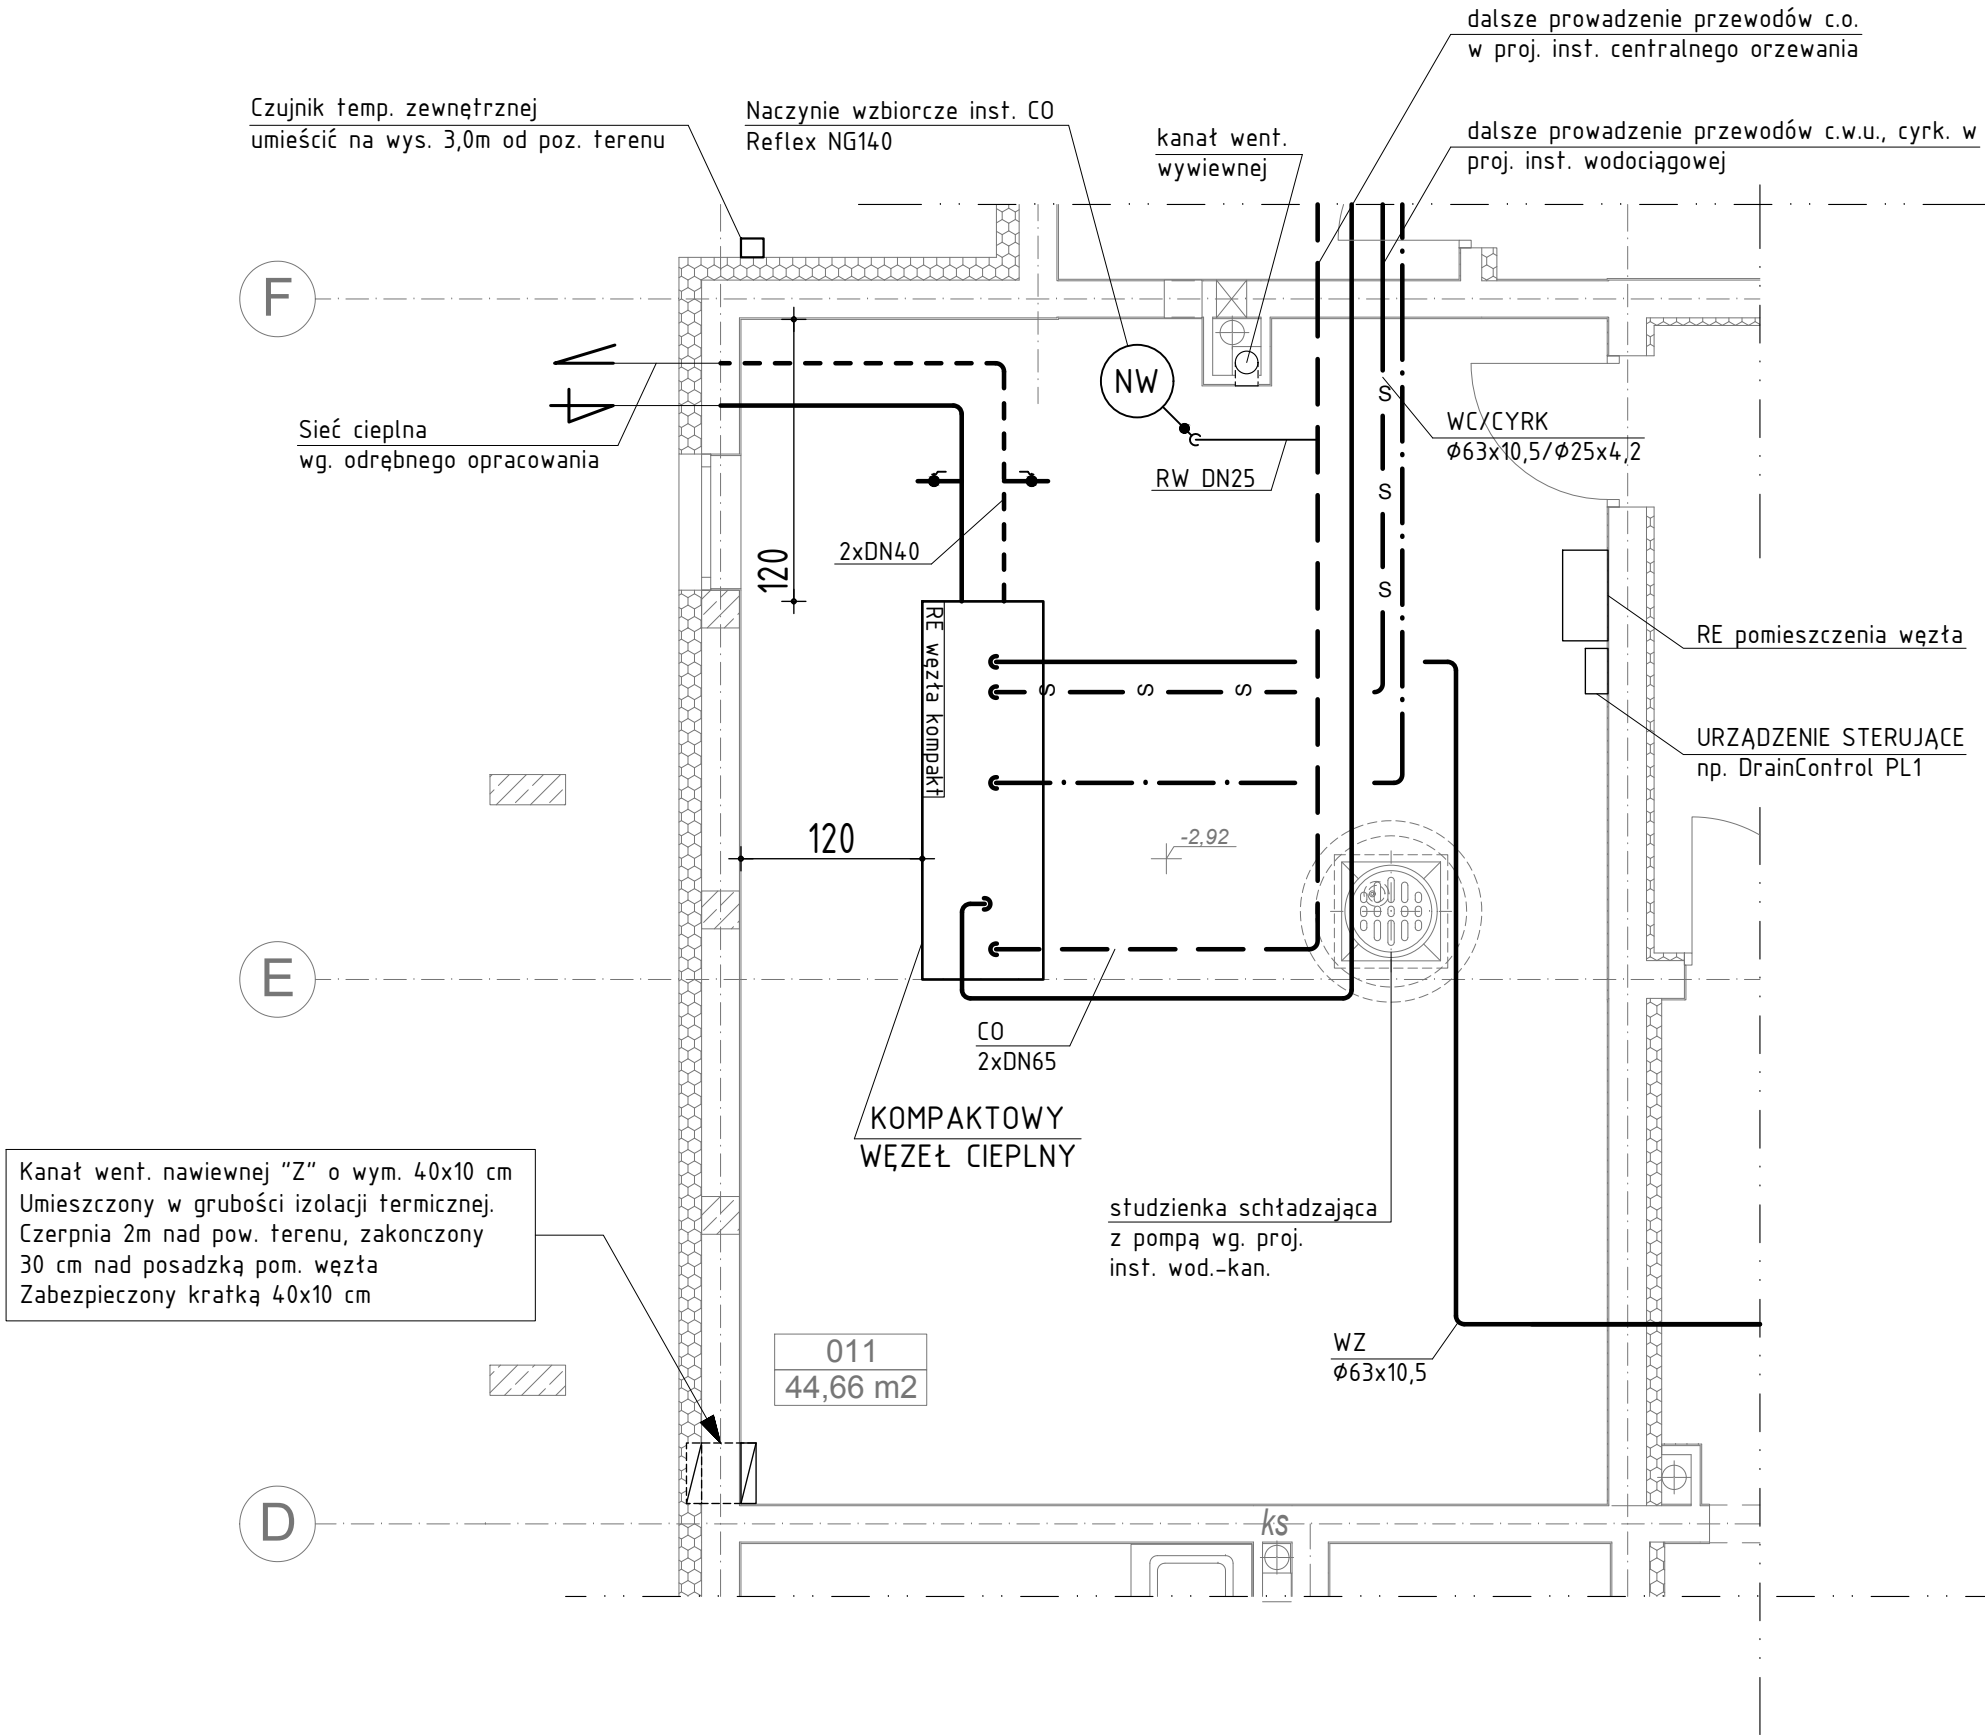 dalsze prowadzenie przewodów c.o.
w proj. inst. centralnego orzewania
Czujnik temp. zewnętrznej
umieścić na wys. 3,0m od poz. terenu
Naczynie wzbiorcze inst. CO
Reflex NG140
kanał went.
wywiewnej
dalsze prowadzenie przewodów c.w.u., cyrk. w
proj. inst. wodociągowej
F
NW
S
Sieć cieplna
wg. odrębnego opracowania
WC/CYRK
Φ63x10,5/Φ25x4,2
RW DN25
S
2xDN40
120
S
RE węzła kompakt
RE pomieszczenia węzła
S
S
S
URZĄDZENIE STERUJĄCE
np. DrainControl PL1
120
-2,92
E
CO
2xDN65
KOMPAKTOWY
WĘZEŁ CIEPLNY
Kanał went. nawiewnej "Z" o wym. 40x10 cm
Umieszczony w grubości izolacji termicznej.
Czerpnia 2m nad pow. terenu, zakonczony
30 cm nad posadzką pom. węzła
Zabezpieczony kratką 40x10 cm
studzienka schładzająca
z pompą wg. proj.
inst. wod.-kan.
WZ
Φ63x10,5
011
44,66 m2
D
ks